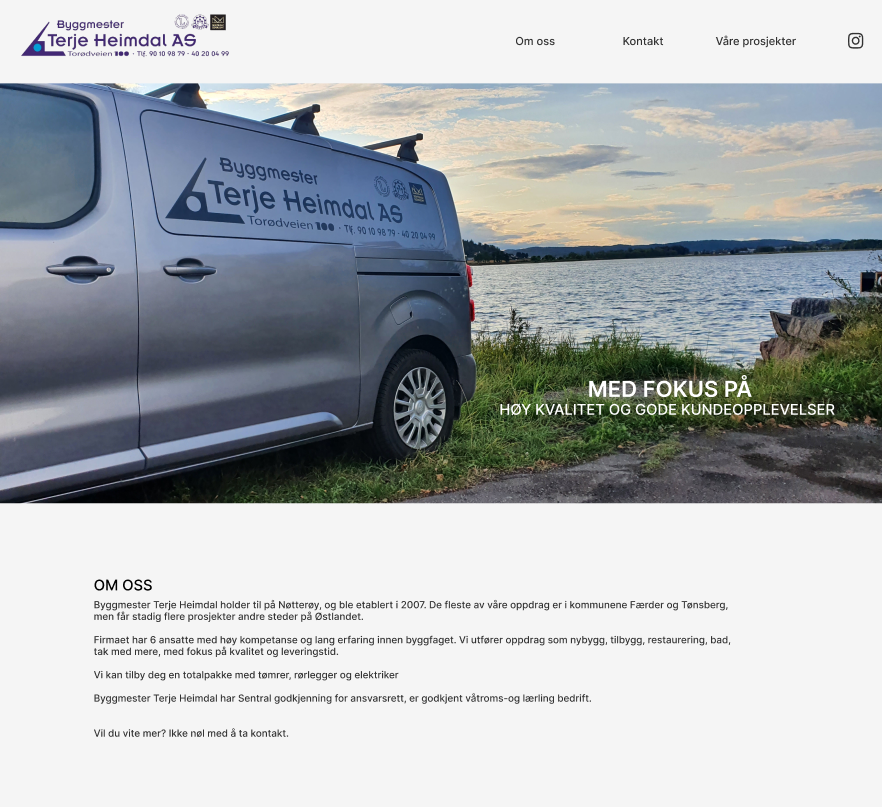 Byggmester
Terje Heimdal AS
Torødveien 100 - Tlf. 90 10 98 79 - 40 20 04 99
Om oss
Kontakt
Våre prosjekter
Byggmester
Terje Heimdal AS
Torødveien 100 - Tlf. 90 10 98 79 - 40 20 04 99
MED FOKUS PÅ
HØY KVALITET OG GODE KUNDEOPPLEVELSER
OM OSS
Byggmester Terje Heimdal holder til på Nøtterøy, og ble etablert i 2007. De fleste av våre oppdrag er i kommunene Færder og Tønsberg,
men får stadig flere prosjekter andre steder på Østlandet.
Firmaet har 6 ansatte med høy kompetanse og lang erfaring innen byggfaget. Vi utfører oppdrag som nybygg, tilbygg, restaurering, bad,
tak med mere, med fokus på kvalitet og leveringstid.
Vi kan tilby deg en totalpakke med tømrer, rørlegger og elektriker
Byggmester Terje Heimdal har Sentral godkjenning for ansvarsrett, er godkjent våtroms-og lærling bedrift.
Vil du vite mer? Ikke nøl med å ta kontakt.